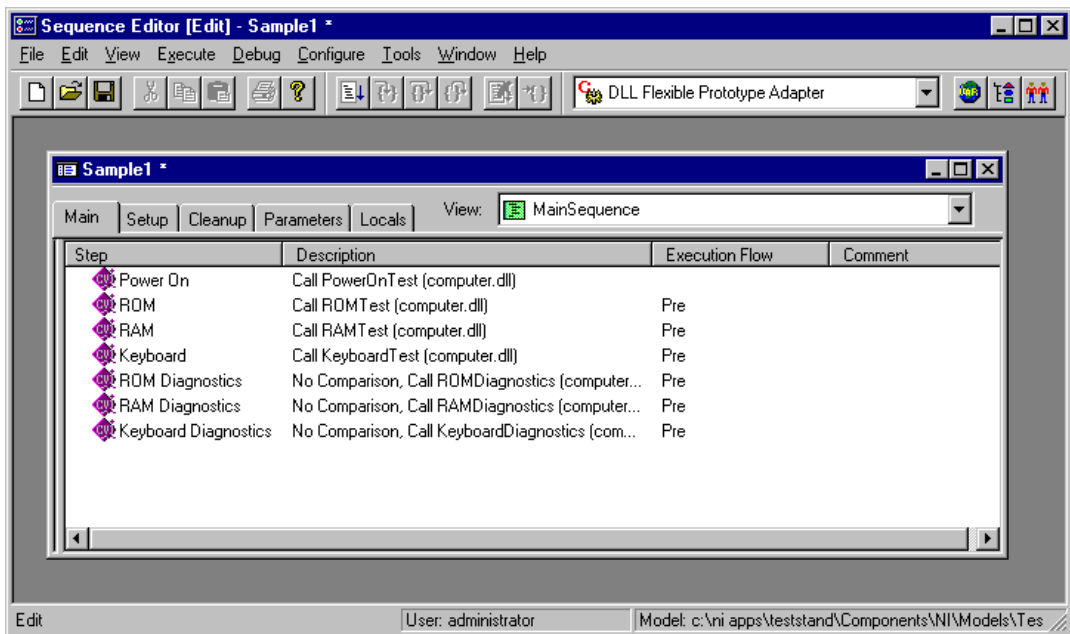 Sequence Editor [Edit] - Sample1 *
File Edit View Execute Debug Configure Tools Window Help
DLL Flexible Prototype Adapter
Sample1 *
Main Setup Cleanup Parameters Locals View: MainSequence
Step Description Execution Flow Comment
Power On Call PowerOnTest (computer.dll)
ROM Call ROMTest (computer.dll) Pre
RAM Call RAMTest (computer.dll) Pre
Keyboard Call KeyboardTest (computer.dll) Pre
ROM Diagnostics No Comparison, Call ROMDiagnostics (computer... Pre
RAM Diagnostics No Comparison, Call RAMDiagnostics (computer... Pre
Keyboard Diagnostics No Comparison, Call KeyboardDiagnostics (com... Pre
Edit User: administrator Model: c:\ni apps\teststand\Components\NI\Models\Tes